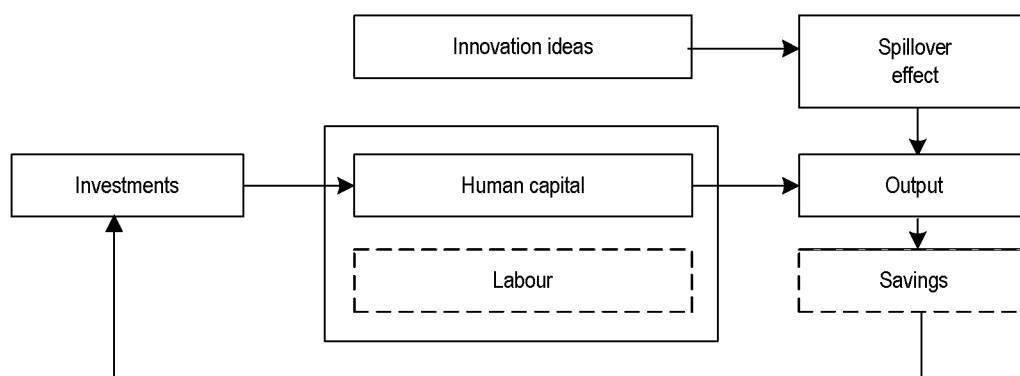 Innovation ideas
Spillover
effect
Investments
Human capital
Output
Labour
Savings